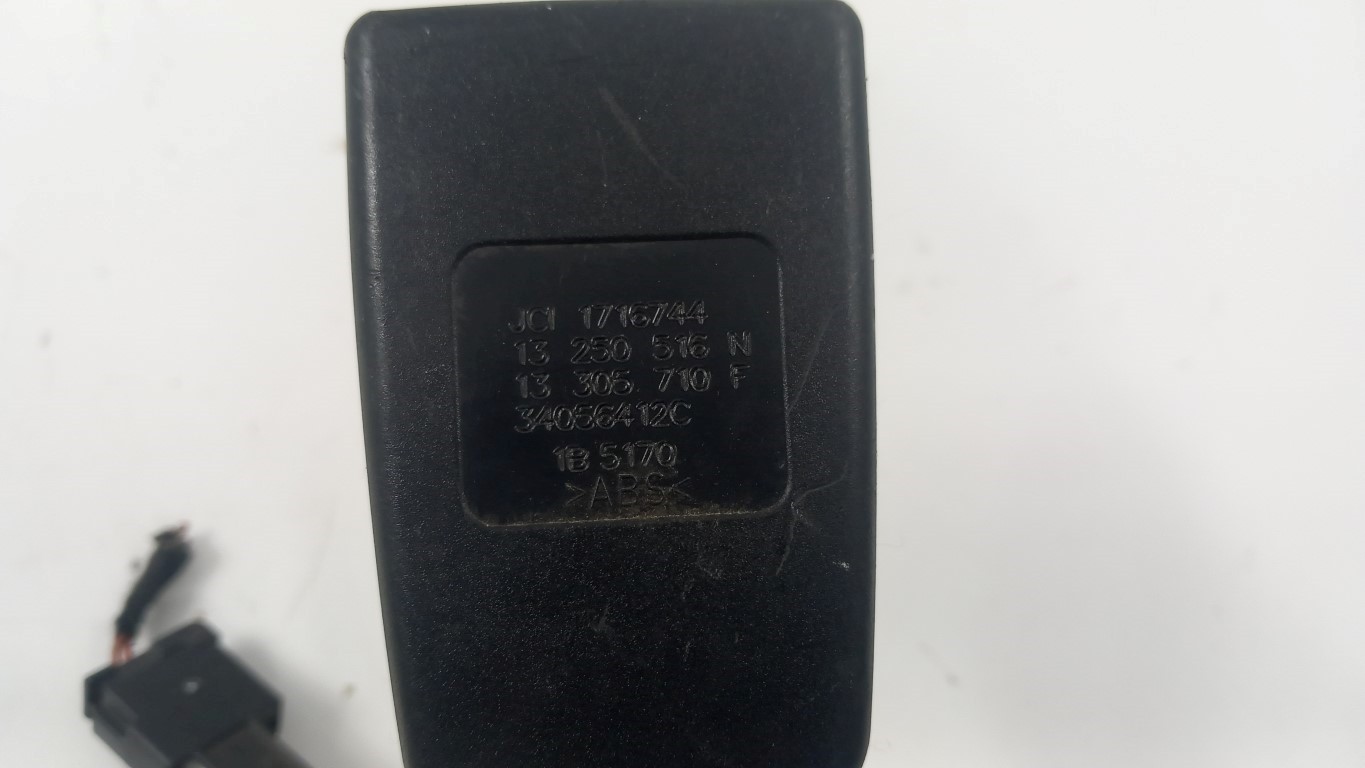 JCI 1716744
13 250 516 N
13 305 710 F
34056412C
1B 5170
>ABS<